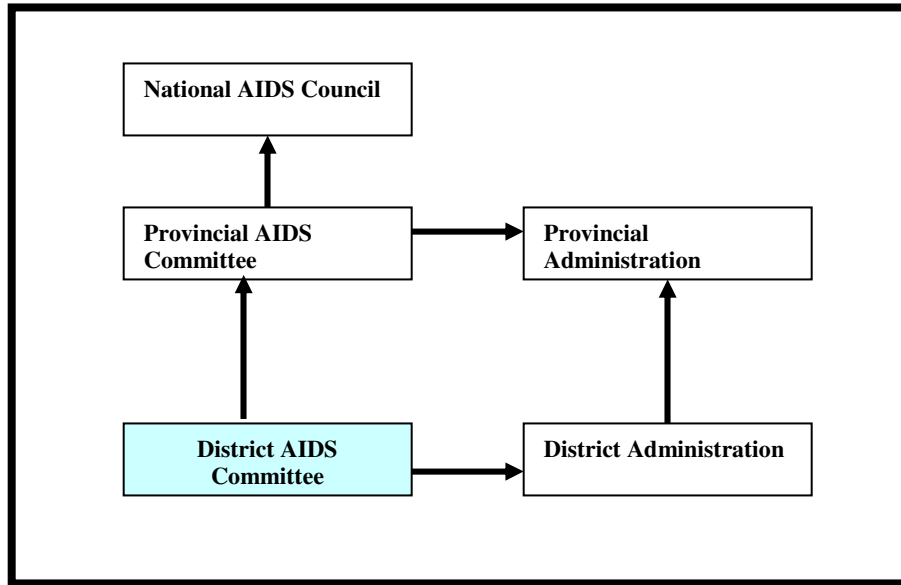 National AIDS Council
Provincial AIDS
Committee
Provincial
Administration
District AIDS
Committee
District Administration